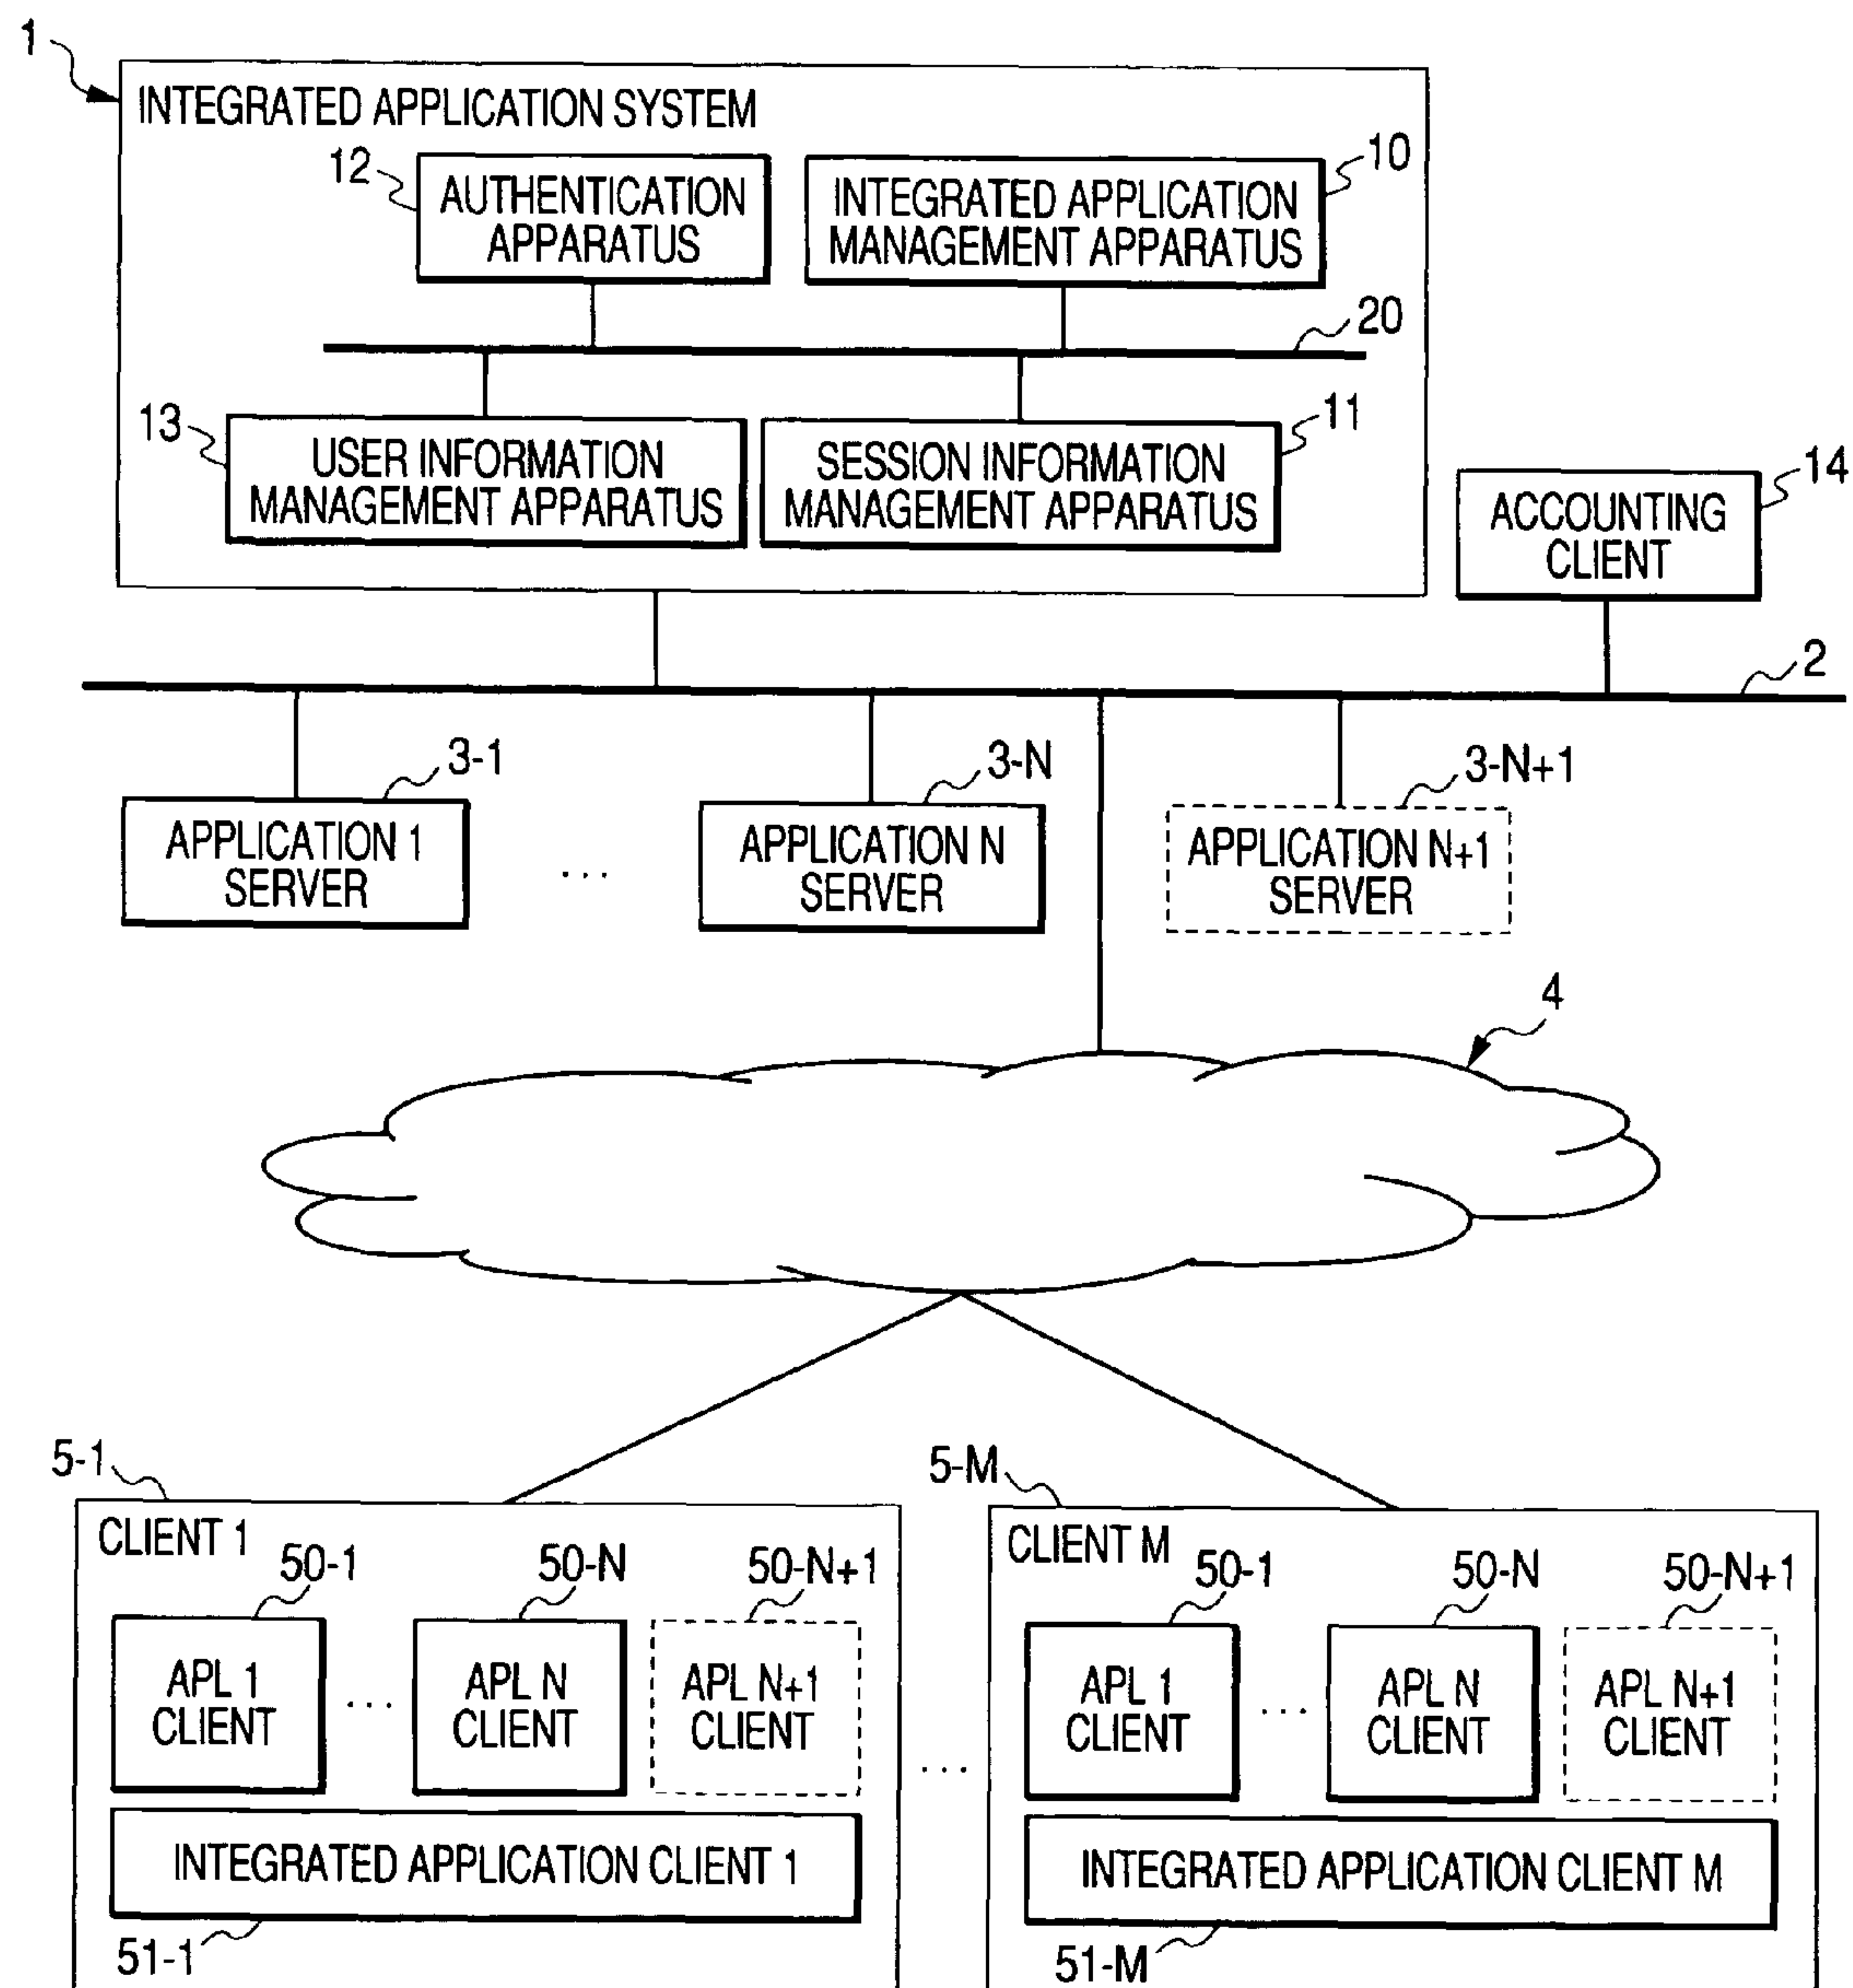 1
INTEGRATED APPLICATION SYSTEM
12
AUTHENTICATION
APPARATUS
10
INTEGRATED APPLICATION
MANAGEMENT APPARATUS
20
13
USER INFORMATION
MANAGEMENT APPARATUS
11
SESSION INFORMATION
MANAGEMENT APPARATUS
14
ACCOUNTING
CLIENT
2
3-1
APPLICATION 1
SERVER
...
3-N
APPLICATION N
SERVER
3-N+1
APPLICATION N+1
SERVER
4
5-1
CLIENT 1
50-1
APL 1
CLIENT
...
50-N
APL N
CLIENT
50-N+1
APL N+1
CLIENT
INTEGRATED APPLICATION CLIENT 1
51-1
...
5-M
CLIENT M
50-1
APL 1
CLIENT
...
50-N
APL N
CLIENT
50-N+1
APL N+1
CLIENT
INTEGRATED APPLICATION CLIENT M
51-M